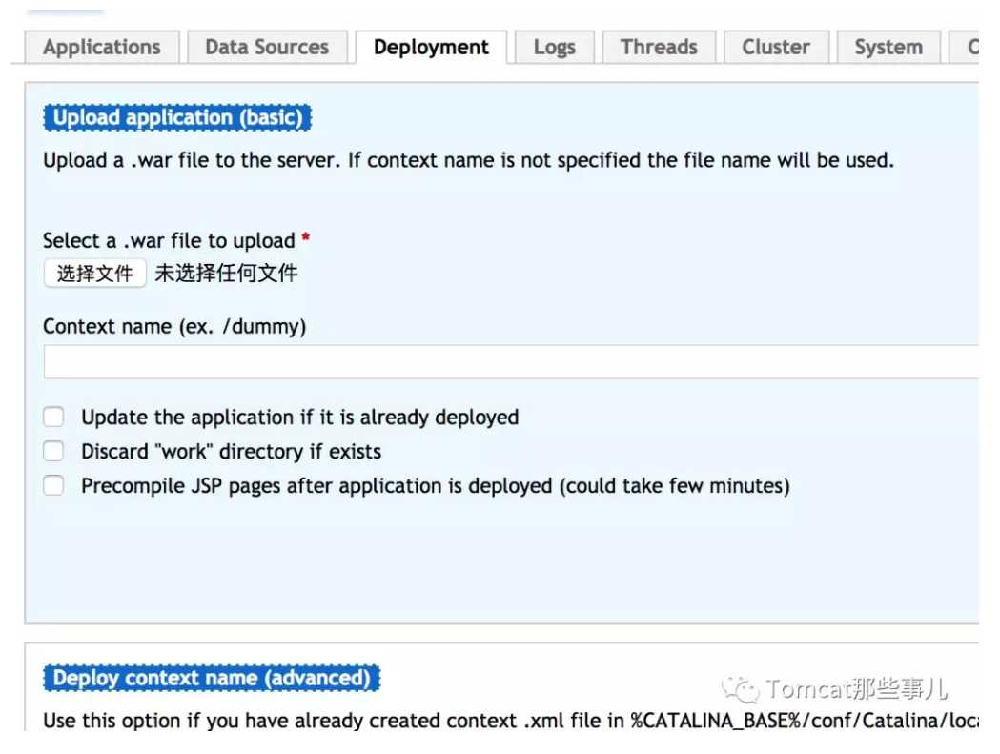 Applications Data Sources Deployment Logs Threads Cluster System
Upload application (basic)
Upload a .war file to the server. If context name is not specified the file name will be used.
Select a .war file to upload *
选择文件 未选择任何文件
Context name (ex. /dummy)
Update the application if it is already deployed
Discard "work" directory if exists
Precompile JSP pages after application is deployed (could take few minutes)
Deploy context name (advanced)
Tomcat那些事儿
Use this option if you have already created context .xml file in %CATALINA_BASE%/conf/Catalina/loca